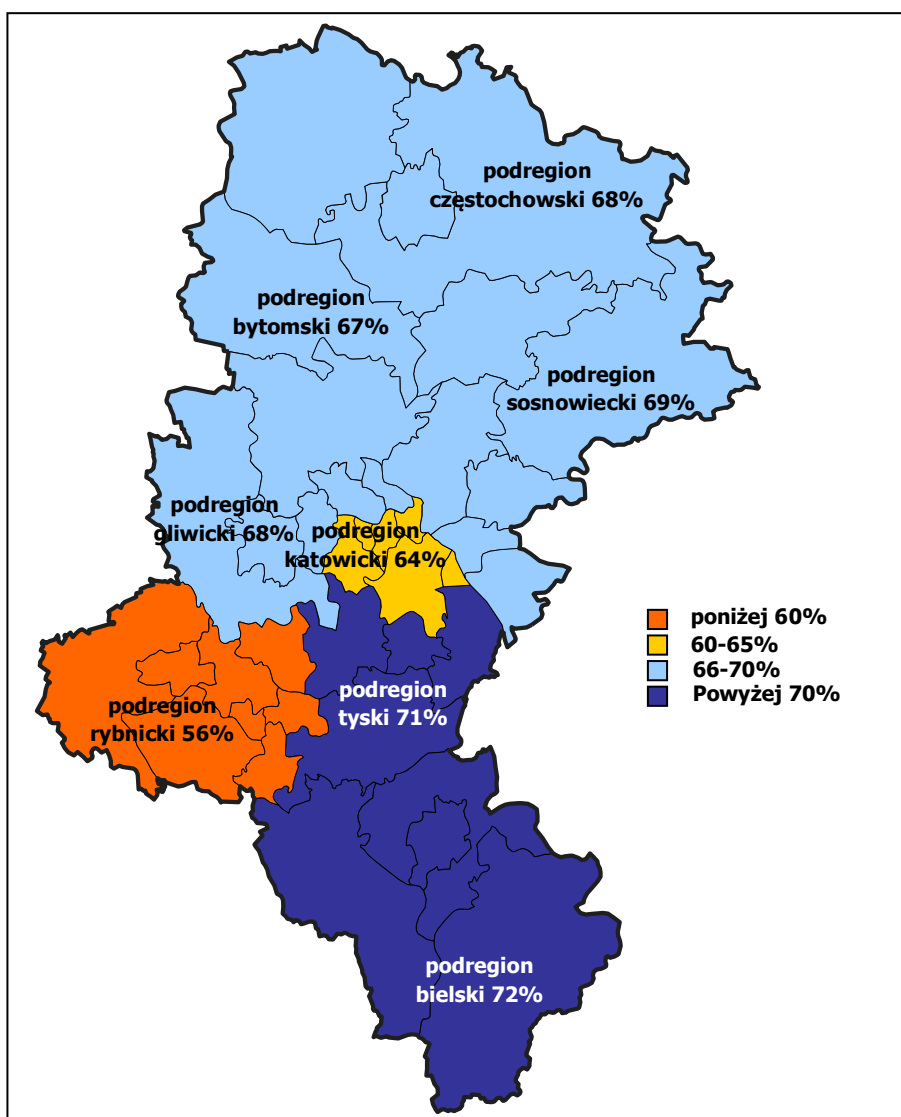 podregion
częstochowski 68%
podregion
bytomski 67%
podregion
sosnowiecki 69%
podregion
gliwicki 68%
podregion
katowicki 64%
poniżej 60%
60-65%
66-70%
Powyżej 70%
podregion
tyski 71%
podregion
rybnicki 56%
podregion
bielski 72%